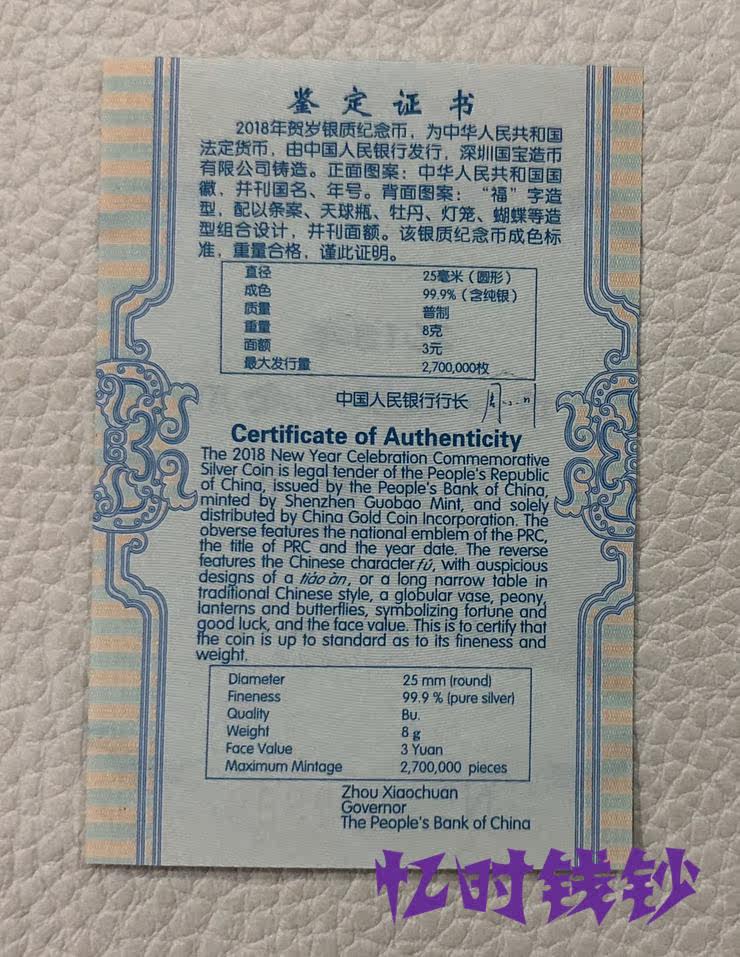 鉴定证书
2018年贺岁银质纪念币，为中华人民共和国
法定货币，由中国人民银行发行，深圳国宝造币
有限公司铸造。正面图案：中华人民共和国国
徽、并刊国名、年号。背面图案：“福”字造
型，配以条案、天球瓶、牡丹、灯笼、蝴蝶等造
型组合设计，并刊面额。该银质纪念币成色标
准，重量合格，谨此证明。
直径 25毫米（圆形）
成色 99.9%（含纯银）
质量 普制
重量 8克
面额 3元
最大发行量 2,700,000枚
中国人民银行行长
Certificate of Authenticity
The 2018 New Year Celebration Commemorative
Silver Coin is legal tender of the People's Republic
of China, issued by the People's Bank of China,
minted by Shenzhen Guobao Mint, and solely
distributed by China Gold Coin Incorporation. The
obverse features the national emblem of the PRC,
the title of PRC and the year date. The reverse
features the Chinese character fú, with auspicious
designs of a tiáo àn, or a long narrow table in
traditional Chinese style, a globular vase, peony,
lanterns and butterflies, symbolizing fortune and
good luck, and the face value. This is to certify that
the coin is up to standard as to its fineness and
weight.
Diameter 25 mm (round)
Fineness 99.9 % (pure silver)
Quality Bu.
Weight 8 g
Face Value 3 Yuan
Maximum Mintage 2,700,000 pieces
Zhou Xiaochuan
Governor
The People's Bank of China
忆时钱钞